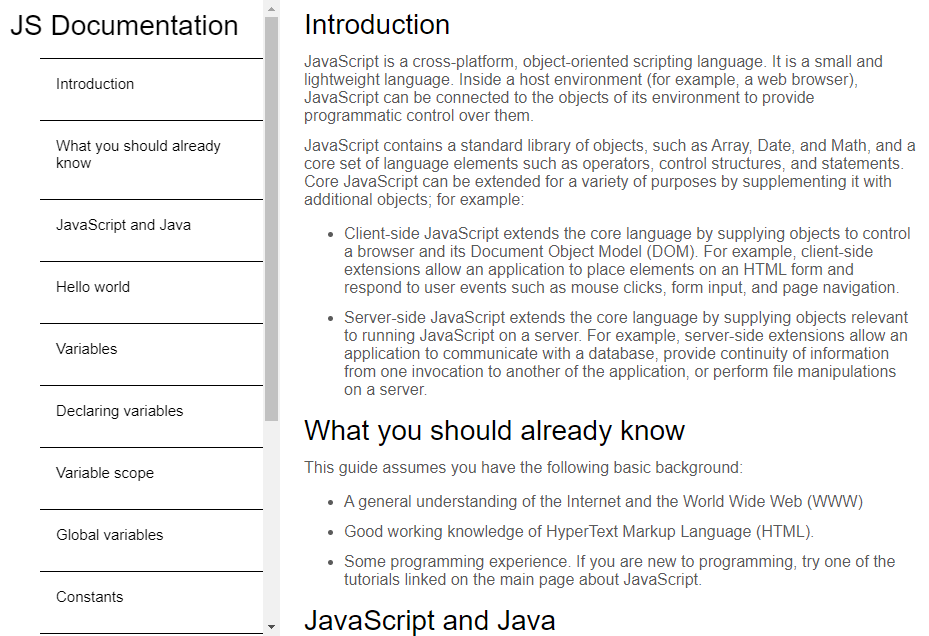 JS Documentation
Introduction
What you should already
know
JavaScript and Java
Hello world
Variables
Declaring variables
Variable scope
Global variables
Constants
Introduction
JavaScript is a cross-platform, object-oriented scripting language. It is a small and
lightweight language. Inside a host environment (for example, a web browser),
JavaScript can be connected to the objects of its environment to provide
programmatic control over them.
JavaScript contains a standard library of objects, such as Array, Date, and Math, and a
core set of language elements such as operators, control structures, and statements.
Core JavaScript can be extended for a variety of purposes by supplementing it with
additional objects; for example:
• Client-side JavaScript extends the core language by supplying objects to control
a browser and its Document Object Model (DOM). For example, client-side
extensions allow an application to place elements on an HTML form and
respond to user events such as mouse clicks, form input, and page navigation.
• Server-side JavaScript extends the core language by supplying objects relevant
to running JavaScript on a server. For example, server-side extensions allow an
application to communicate with a database, provide continuity of information
from one invocation to another of the application, or perform file manipulations
on a server.
What you should already know
This guide assumes you have the following basic background:
• A general understanding of the Internet and the World Wide Web (WWW)
• Good working knowledge of HyperText Markup Language (HTML).
• Some programming experience. If you are new to programming, try one of the
tutorials linked on the main page about JavaScript.
JavaScript and Java